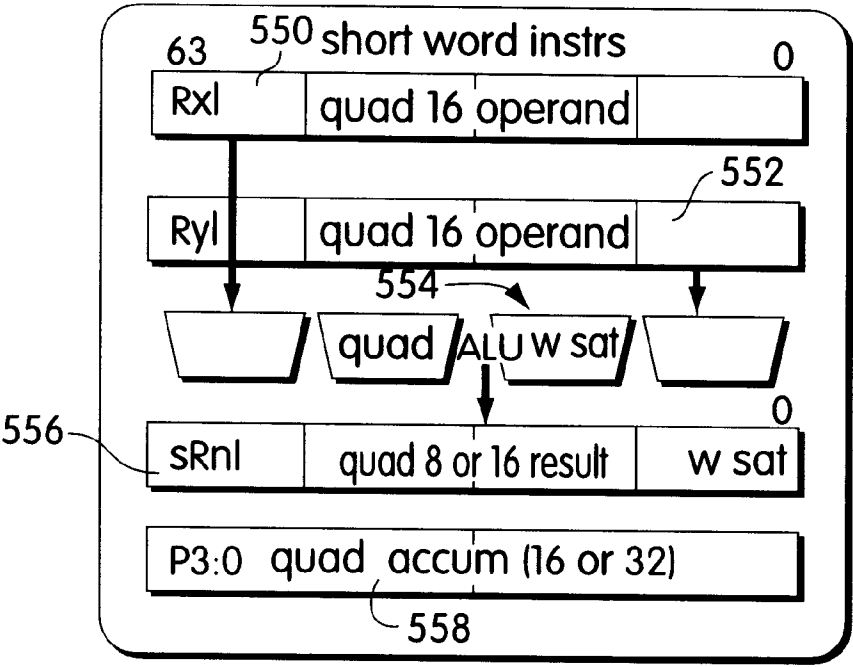 550 short word instrs
63 0
Rxl quad 16 operand
552
Ryl quad 16 operand
554
quad ALU w sat
0
556
sRnl quad 8 or 16 result w sat
P3:0 quad accum (16 or 32)
558